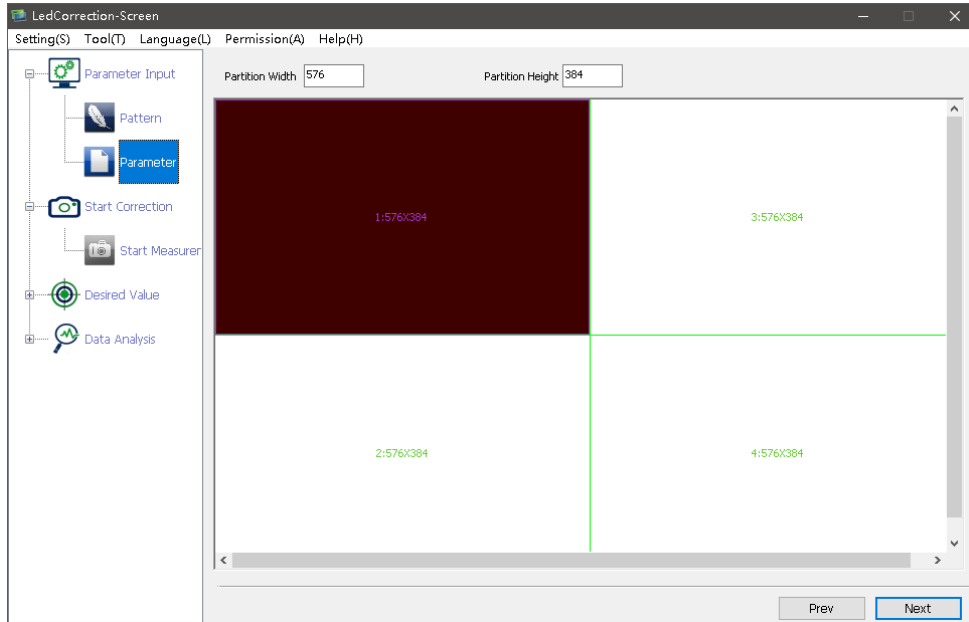 LedCorrection-Screen
Setting(S) Tool(T) Language(L) Permission(A) Help(H)
Parameter Input
Pattern
Parameter
Start Correction
Start Measurer
Desired Value
Data Analysis
Partition Width 576 Partition Height 384
1:576X384 3:576X384
2:576X384 4:576X384
Prev Next